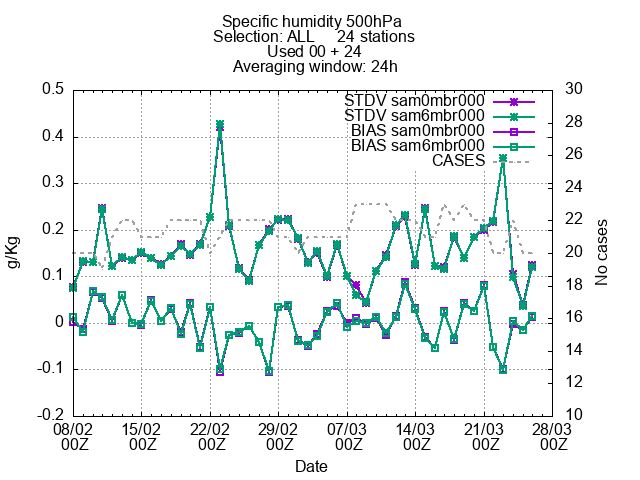 Specific humidity 500hPa
Selection: ALL 24 stations
Used 00 + 24
Averaging window: 24h
STDV sam0mbr000
STDV sam6mbr000
BIAS sam0mbr000
BIAS sam6mbr000
CASES
0.5
0.4
0.3
0.2
0.1
0
-0.1
-0.2
g/Kg
30
28
26
24
22
20
18
16
14
12
10
No cases
08/02 15/02 22/02 29/02 07/03 14/03 21/03 28/03
00Z 00Z 00Z 00Z 00Z 00Z 00Z 00Z
Date